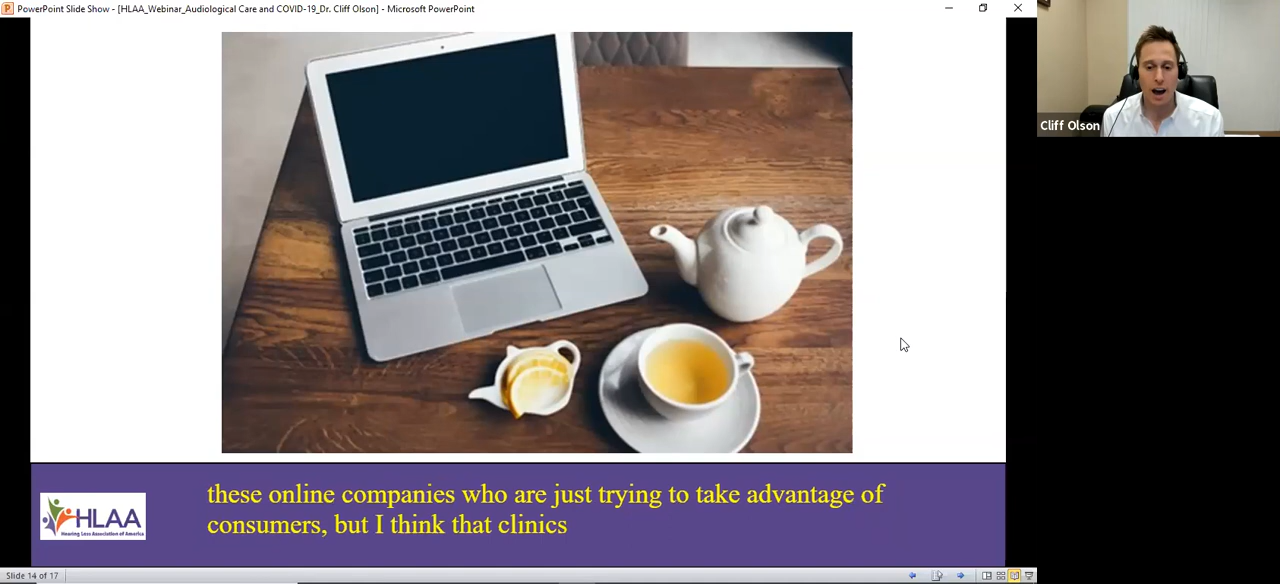 PowerPoint Slide Show - [HLAA_Webinar_Audiological Care and COVID-19_Dr. Cliff Olson] - Microsoft PowerPoint
Cliff Olson
these online companies who are just trying to take advantage of
consumers, but I think that clinics
HLAA
Hearing Loss Association of America
Slide 14 of 17